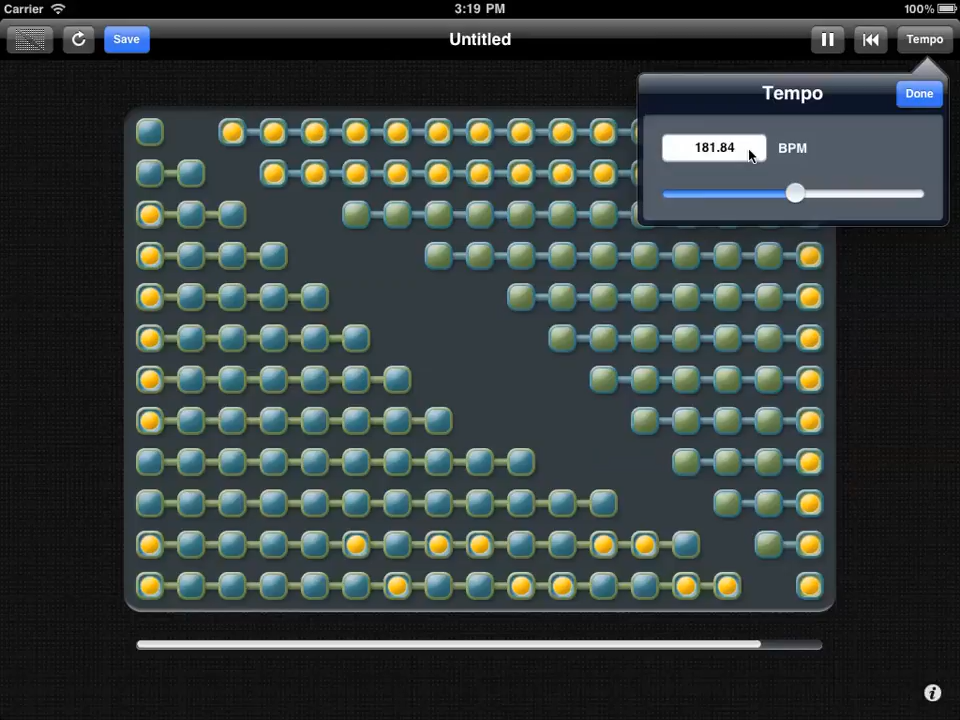 Carrier 3:19 PM 100%
Save Untitled Tempo
Tempo Done
181.84 BPM